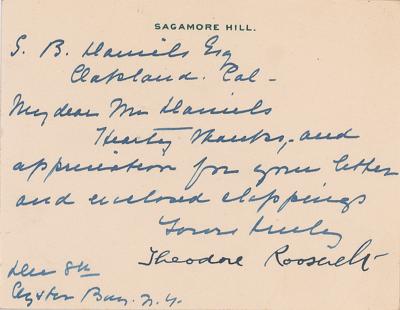 SAGAMORE HILL.
G. B. Daniels Esq
Oakland. Cal-
My dear Mr Daniels
Hearty thanks, and
appreciation for your letter
and enclosed clippings
Yours truly
Theodore Roosevelt
Dec 8th
Oyster Bay. N. Y.